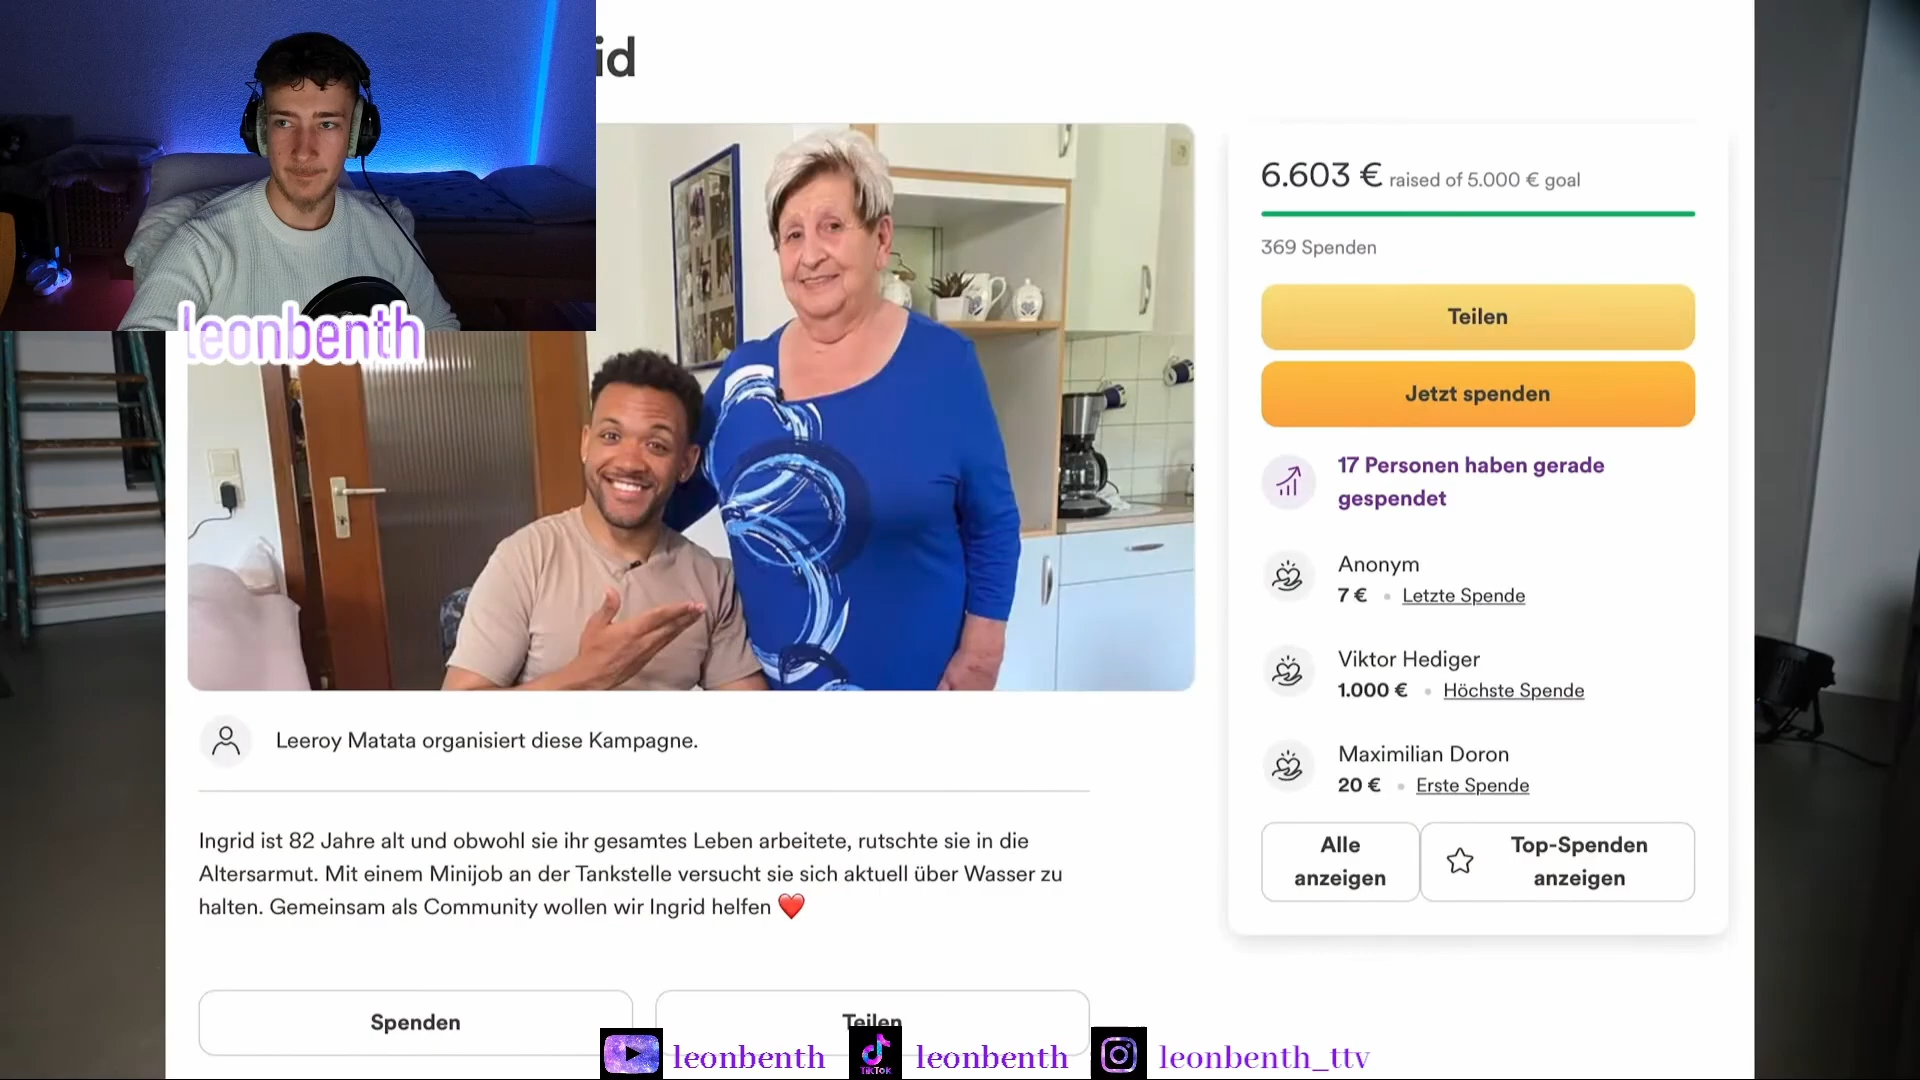 id
leonbenth
6.603 € raised of 5.000 € goal
369 Spenden
Teilen
Jetzt spenden
17 Personen haben gerade
gespendet
Anonym
7 € • Letzte Spende
Viktor Hediger
1.000 € • Höchste Spende
Maximilian Doron
20 € • Erste Spende
Alle
anzeigen
Top-Spenden
anzeigen
Leeroy Matata organisiert diese Kampagne.
Ingrid ist 82 Jahre alt und obwohl sie ihr gesamtes Leben arbeitete, rutschte sie in die
Altersarmut. Mit einem Minijob an der Tankstelle versucht sie sich aktuell über Wasser zu
halten. Gemeinsam als Community wollen wir Ingrid helfen ❤️
Spenden
Teilen
leonbenth
TikTok
leonbenth
leonbenth_ttv